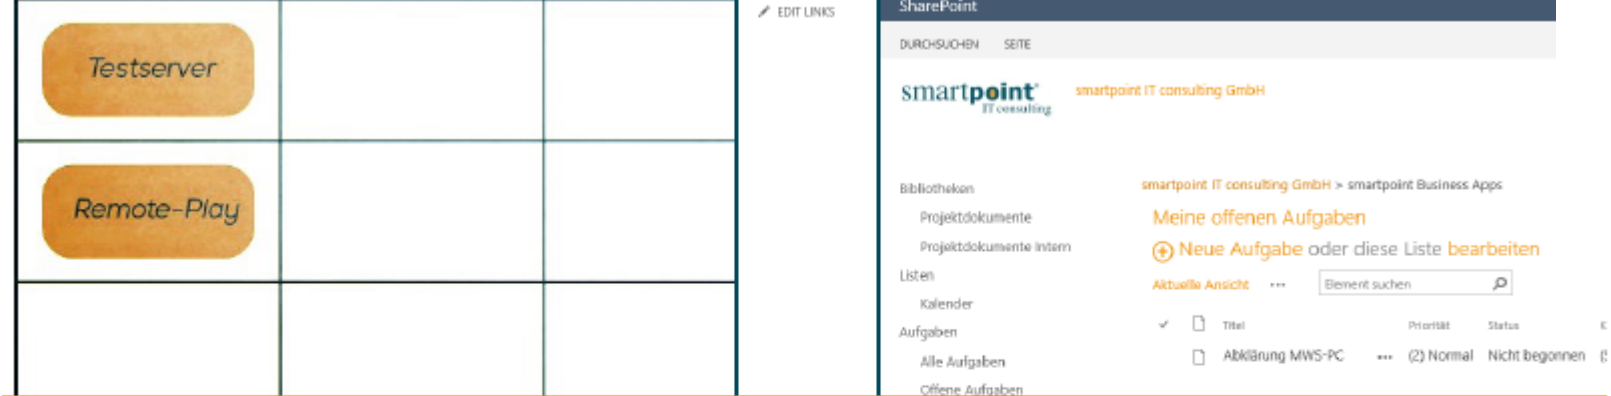 Testserver
Remote-Play
EDIT LINKS
SharePoint
DURCHSUCHEN SEITE
smartpoint
IT consulting
smartpoint IT consulting GmbH
Bibliotheken
Projektdokumente
Projektdokumente Intern
Listen
Kalender
Aufgaben
Alle Aufgaben
Offene Aufgaben
smartpoint IT consulting GmbH > smartpoint Business Apps
Meine offenen Aufgaben
Neue Aufgabe oder diese Liste bearbeiten
Aktuelle Ansicht ... Element suchen
Titel Priorität Status
Abklärung MWS-PC ... (2) Normal Nicht begonnen